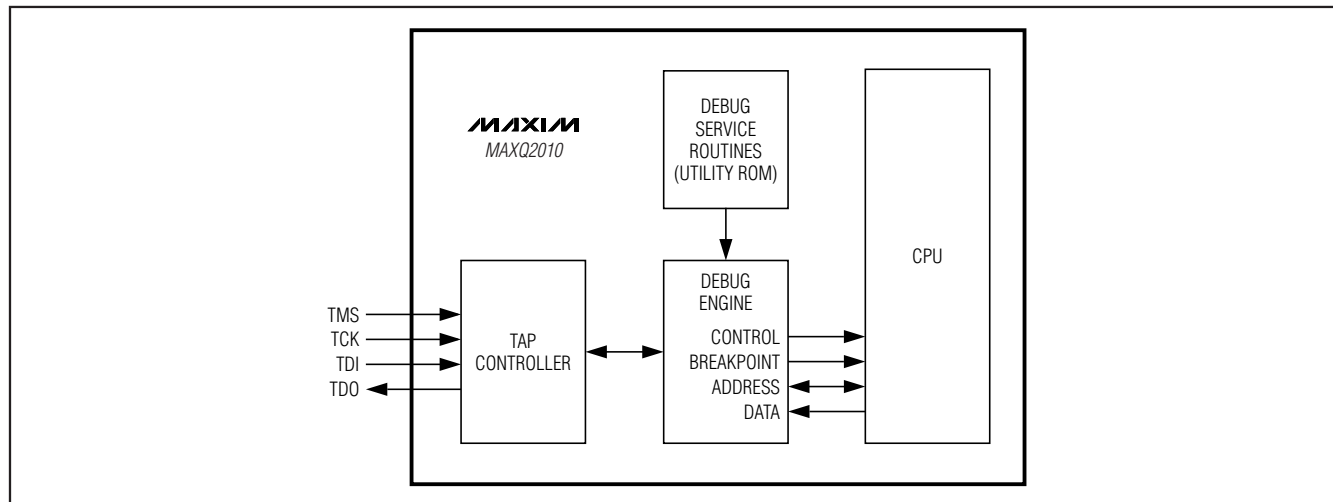 MAXIM
MAXQ2010
DEBUG
SERVICE
ROUTINES
(UTILITY ROM)
CPU
TMS
TCK
TDI
TDO
TAP
CONTROLLER
DEBUG
ENGINE
CONTROL
BREAKPOINT
ADDRESS
DATA